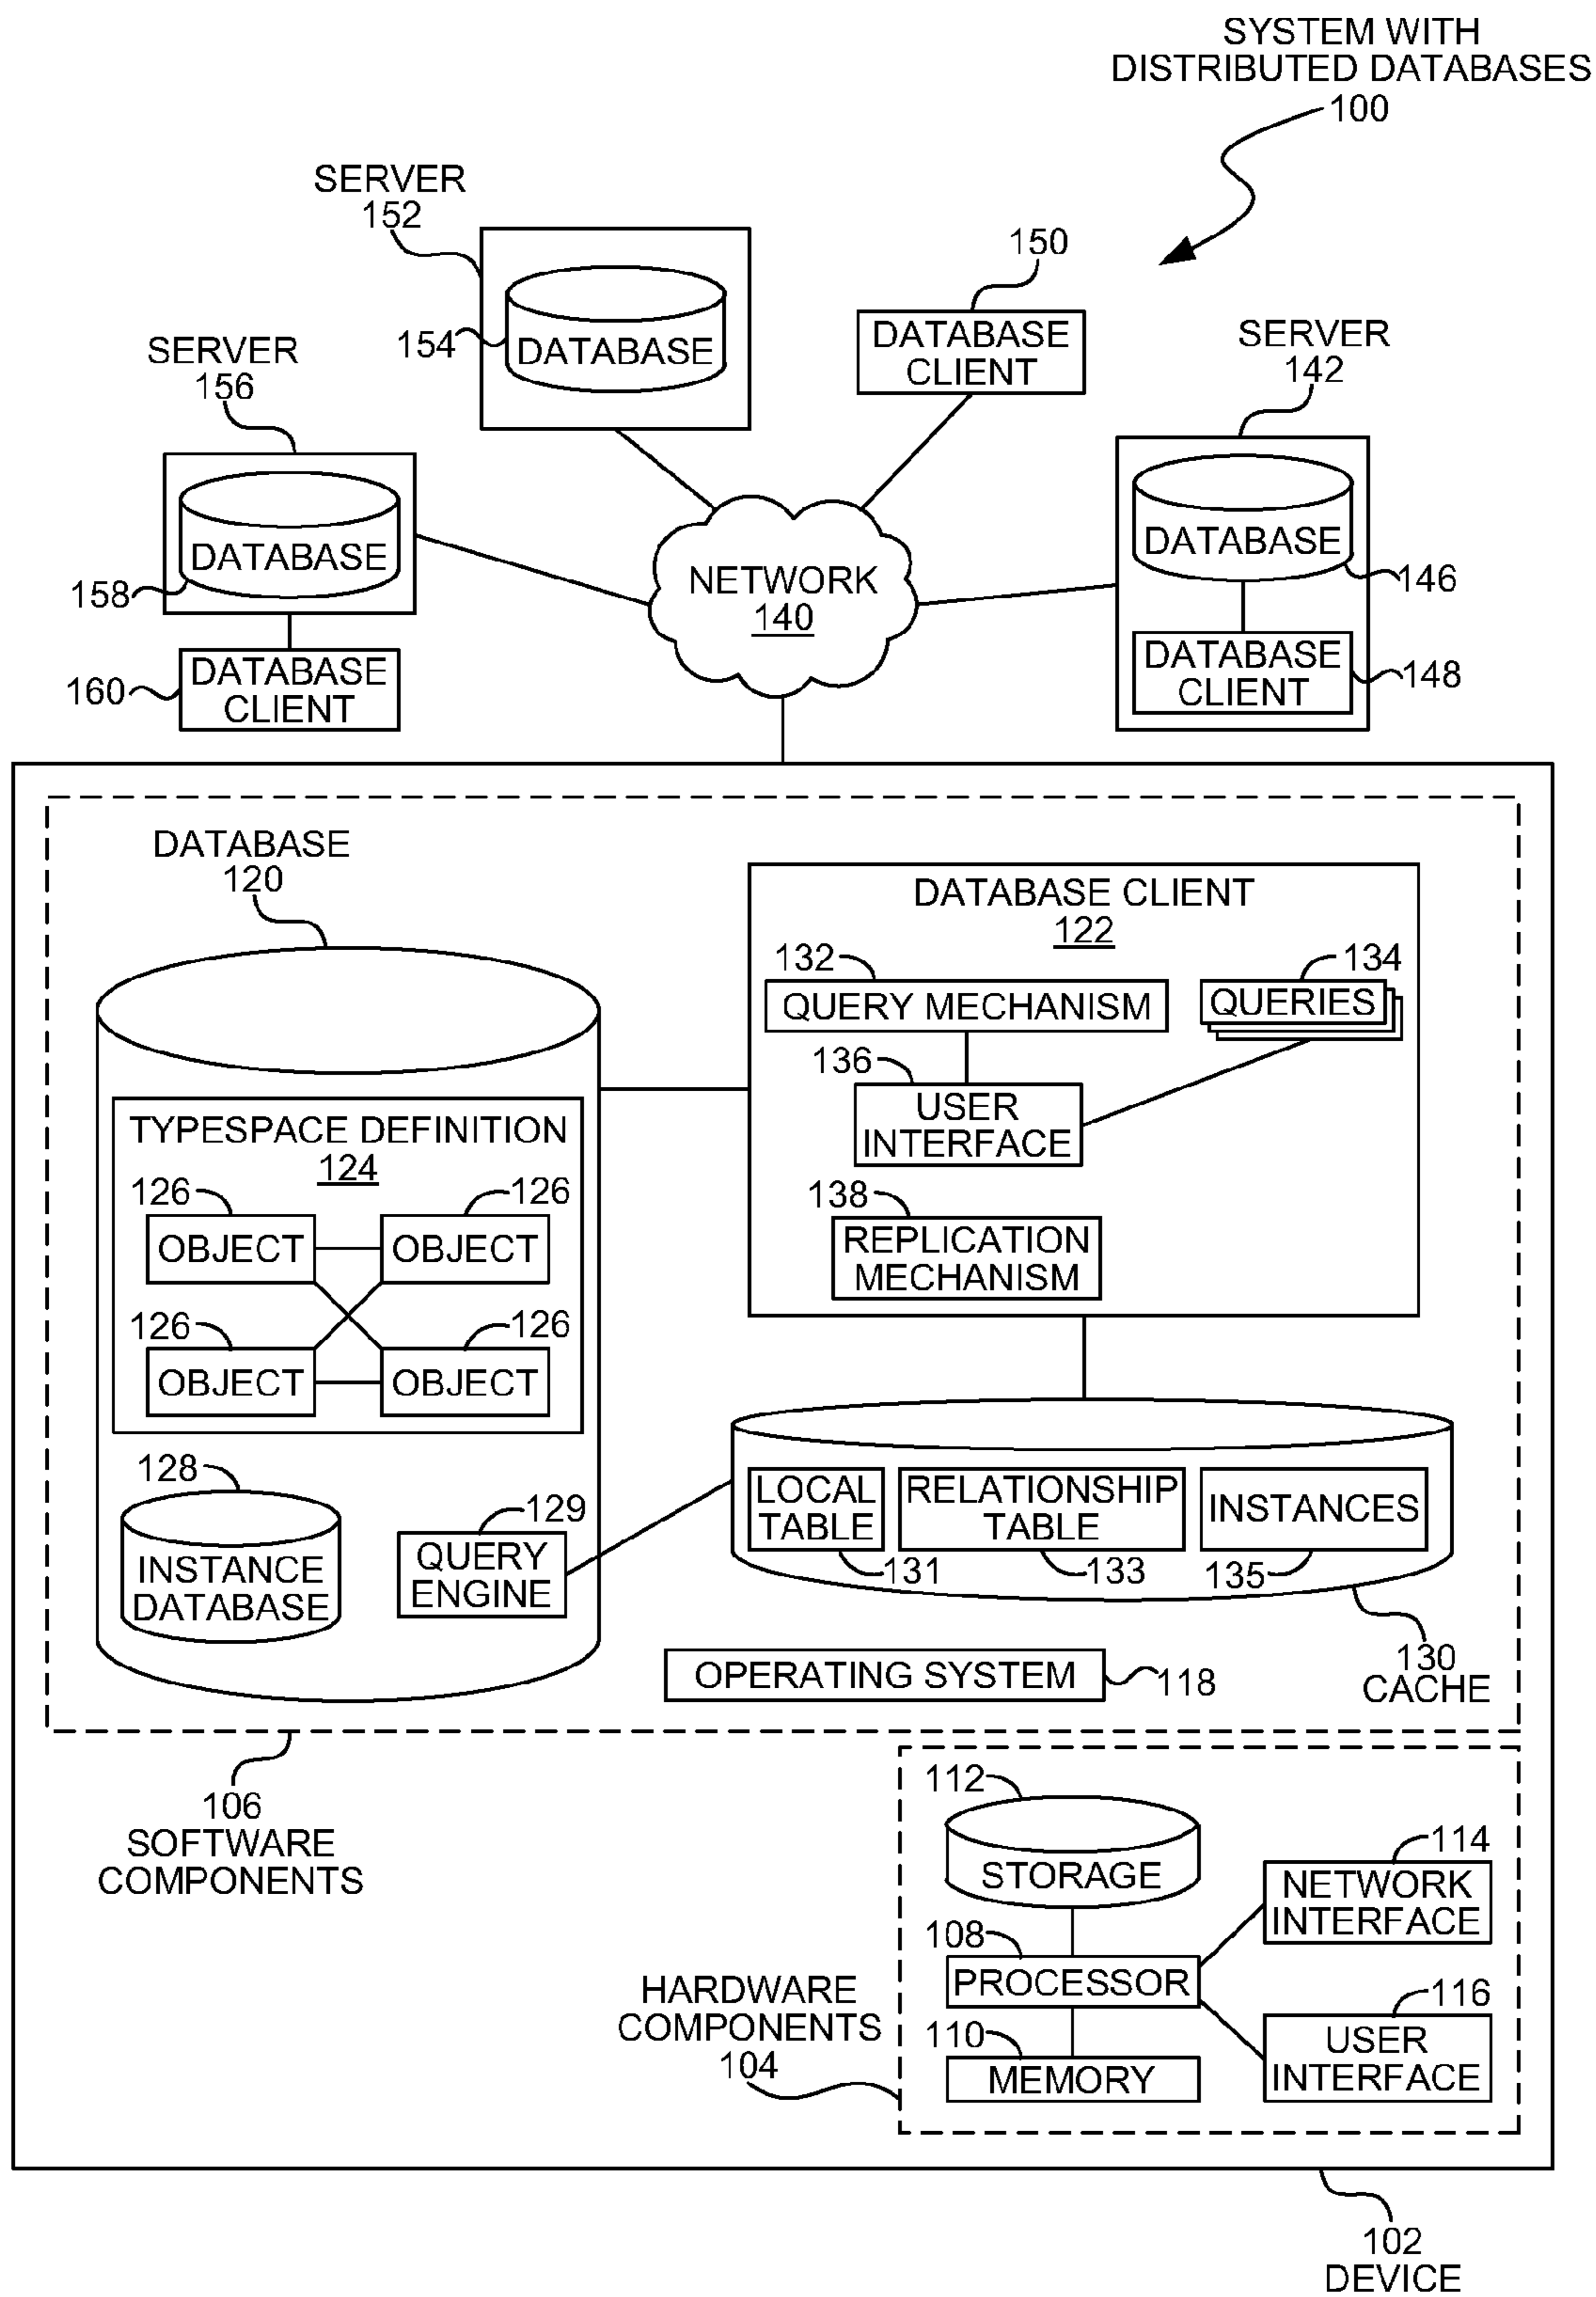 SYSTEM WITH
DISTRIBUTED DATABASES
100
SERVER
152
154
DATABASE
150
DATABASE
CLIENT
SERVER
142
DATABASE
146
DATABASE
CLIENT
148
SERVER
156
DATABASE
158
160
DATABASE
CLIENT
NETWORK
140
DATABASE
120
TYPESPACE DEFINITION
124
126
OBJECT
126
OBJECT
126
OBJECT
126
OBJECT
128
INSTANCE
DATABASE
129
QUERY
ENGINE
DATABASE CLIENT
122
132
QUERY MECHANISM
134
QUERIES
136
USER
INTERFACE
138
REPLICATION
MECHANISM
LOCAL
TABLE
131
RELATIONSHIP
TABLE
133
INSTANCES
135
130
CACHE
OPERATING SYSTEM
118
106
SOFTWARE
COMPONENTS
112
STORAGE
108
PROCESSOR
110
MEMORY
114
NETWORK
INTERFACE
116
USER
INTERFACE
HARDWARE
COMPONENTS
104
102
DEVICE